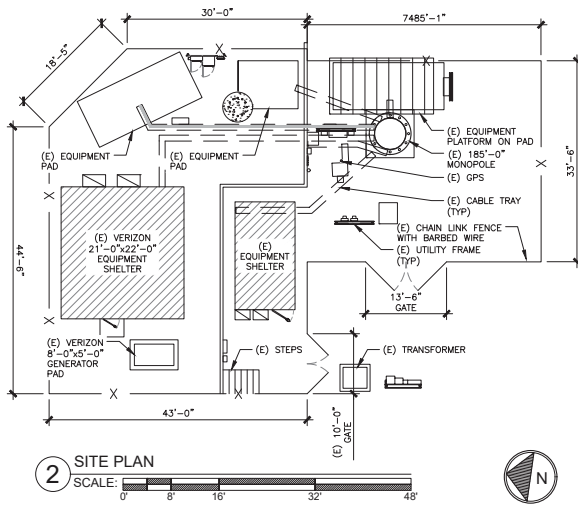 30'-0"
7485'-1"
18'-5"
(E) EQUIPMENT
PLATFORM ON PAD
(E) 185'-0"
MONOPOLE
(E) GPS
(E) CABLE TRAY
(TYP)
(E) CHAIN LINK FENCE
WITH BARBED WIRE
(E) UTILITY FRAME
(TYP)
33'-6"
(E) EQUIPMENT
PAD
(E) EQUIPMENT
PAD
44'-6"
(E) VERIZON
21'-0"x22'-0"
EQUIPMENT
SHELTER
(E)
EQUIPMENT
SHELTER
13'-6"
GATE
(E) VERIZON
8'-0"x5'-0"
GENERATOR
PAD
(E) STEPS
(E) TRANSFORMER
43'-0"
(E) 10'-0"
GATE
2
SITE PLAN
SCALE:
0' 8' 16' 32' 48'
N